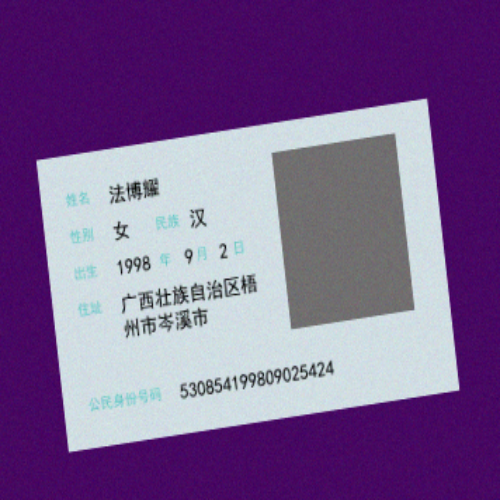 姓名 法博耀
性别 女 民族 汉
出生 1998 年 9 月 2 日
住址 广西壮族自治区梧
州市岑溪市
公民身份号码 530854199809025424